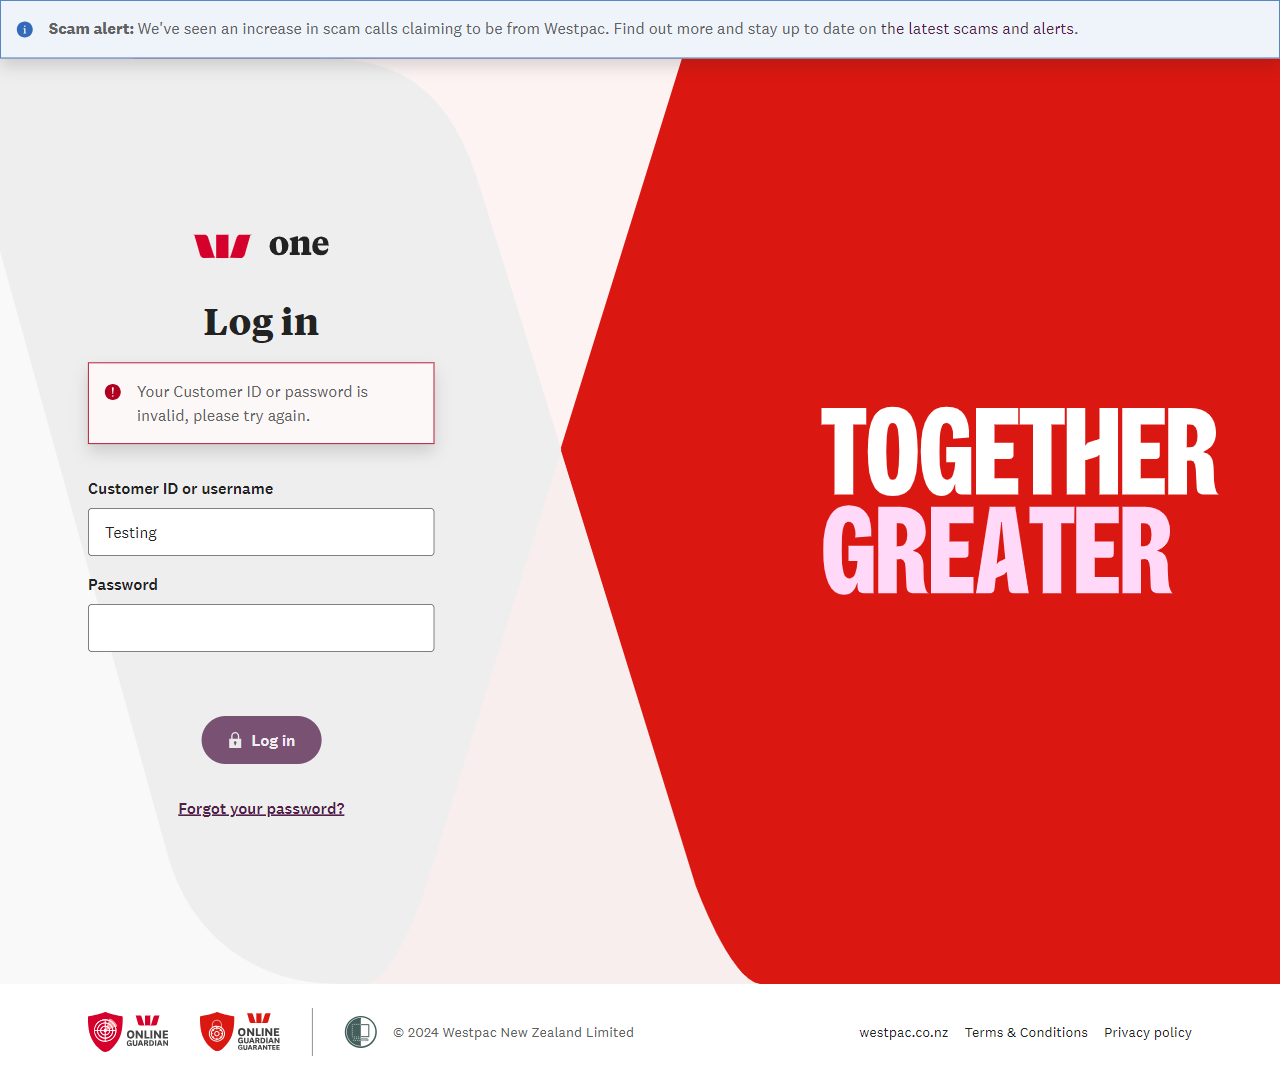 Scam alert: We've seen an increase in scam calls claiming to be from Westpac. Find out more and stay up to date on the latest scams and alerts.
one
Log in
Your Customer ID or password is
invalid, please try again.
Customer ID or username
Testing
Password
Log in
Forgot your password?
TOGETHER
GREATER
ONLINE
GUARDIAN
ONLINE
GUARDIAN
GUARANTEE
© 2024 Westpac New Zealand Limited
westpac.co.nz
Terms & Conditions
Privacy policy